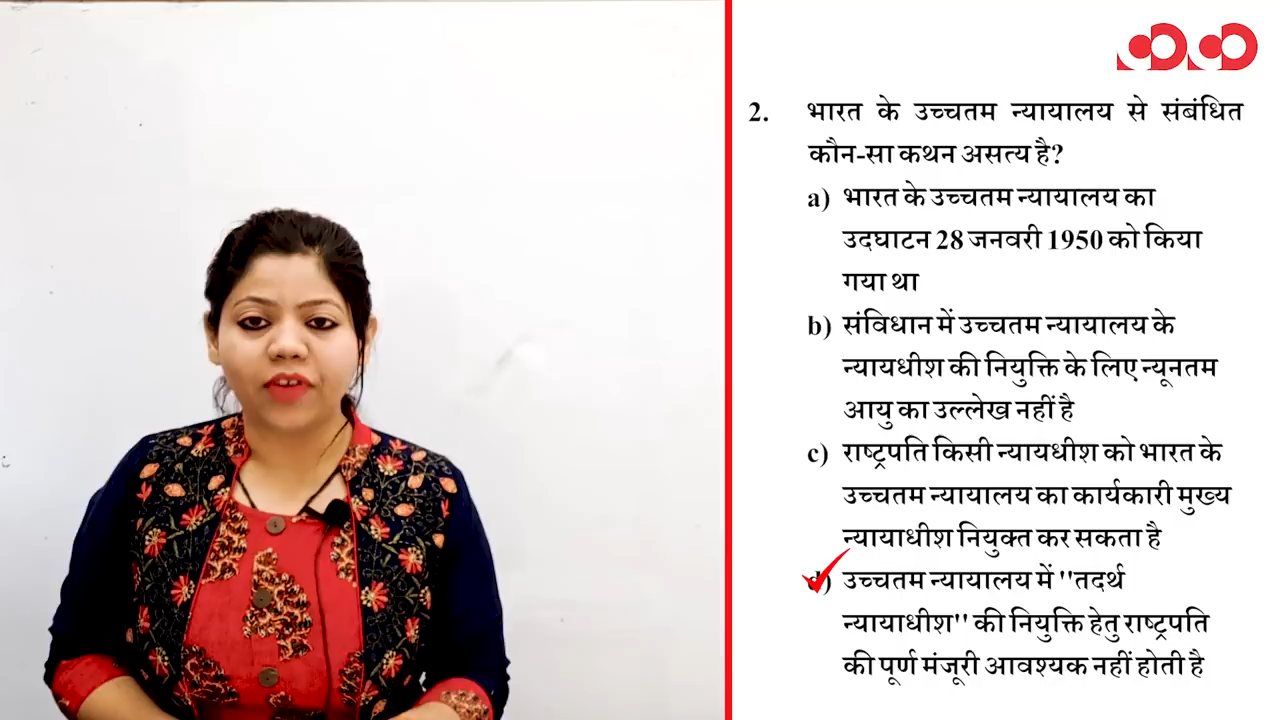 2. भारत के उच्चतम न्यायालय से संबंधित
कौन-सा कथन असत्य है?
a) भारत के उच्चतम न्यायालय का
उदघाटन 28 जनवरी 1950 को किया
गया था
b) संविधान में उच्चतम न्यायालय के
न्यायधीश की नियुक्ति के लिए न्यूनतम
आयु का उल्लेख नहीं है
c) राष्ट्रपति किसी न्यायधीश को भारत के
उच्चतम न्यायालय का कार्यकारी मुख्य
न्यायाधीश नियुक्त कर सकता है
d) उच्चतम न्यायालय में "तदर्थ
न्यायाधीश" की नियुक्ति हेतु राष्ट्रपति
की पूर्ण मंजूरी आवश्यक नहीं होती है